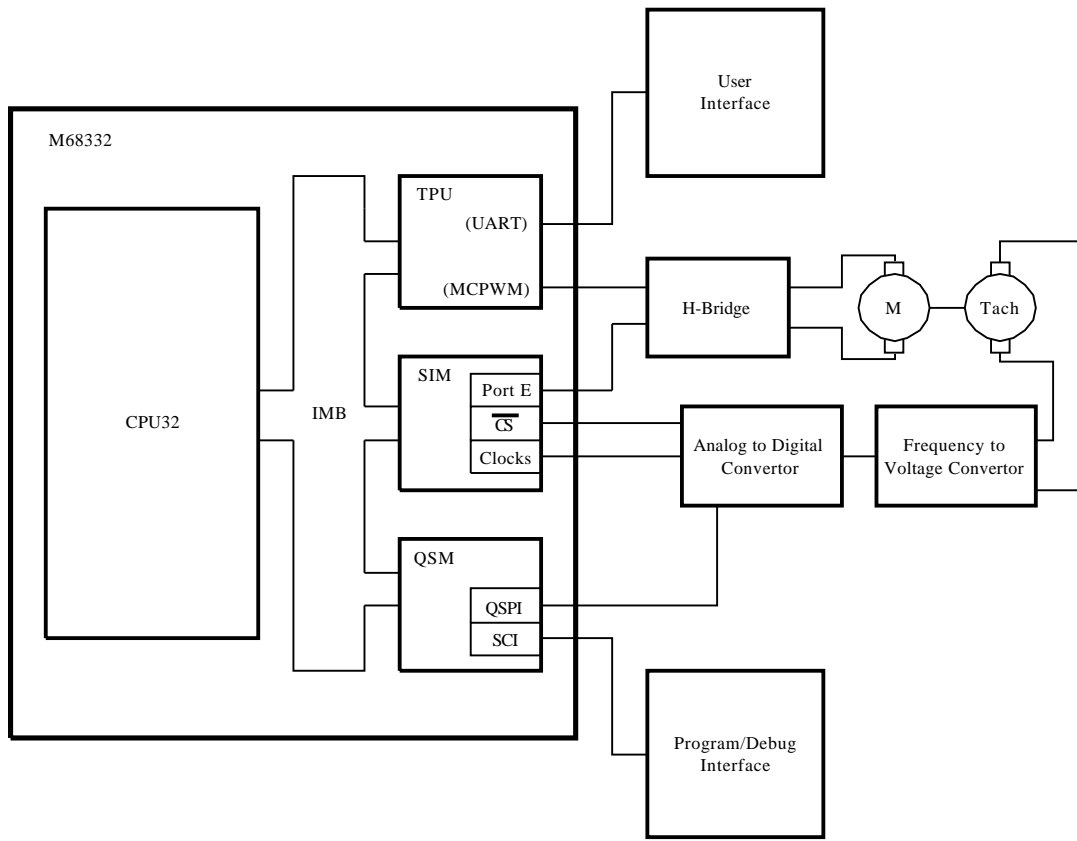 User
Interface
M68332
TPU
(UART)
(MCPWM)
H-Bridge
M
Tach
SIM
Port E
CS
Clocks
CPU32
IMB
Analog to Digital
Convertor
Frequency to
Voltage Convertor
QSM
QSPI
SCI
Program/Debug
Interface